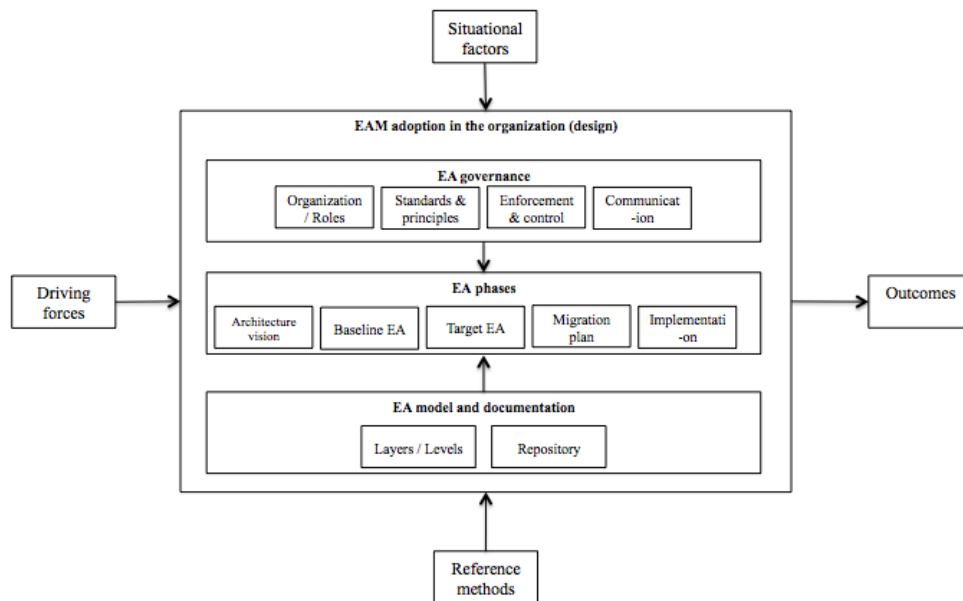 Situational
factors
EAM adoption in the organization (design)
EA governance
Organization
/ Roles
Standards &
principles
Enforcement
& control
Communicat
-ion
Driving
forces
EA phases
Architecture
vision
Baseline EA
Target EA
Migration
plan
Implementati
-on
Outcomes
EA model and documentation
Layers / Levels
Repository
Reference
methods